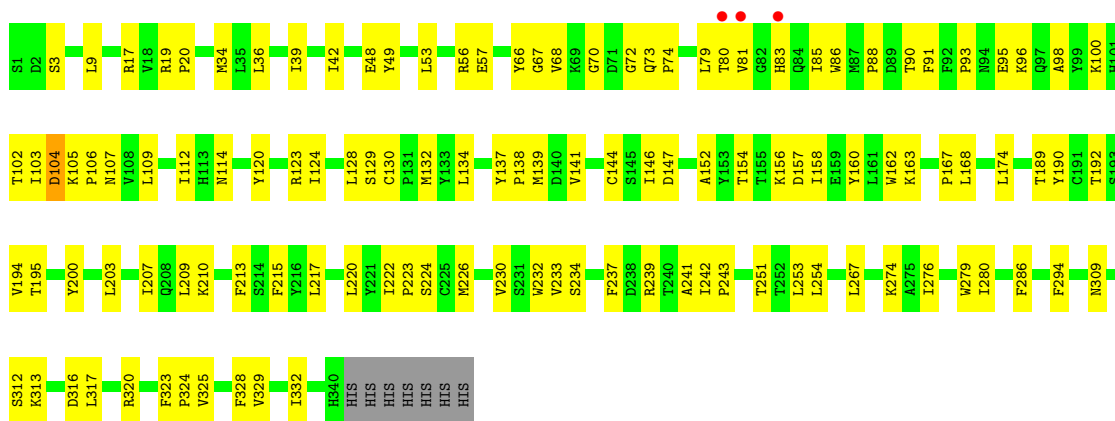 S1 D2 S3 L9 R17 V18 R19 P20 M34 L35 L36 I39 I42 E48 Y49 L53 R56 E57 Y66 G67 V68 K69 G70 D71 G72 Q73 P74 L79 T80 V81 G82 H83 Q84 I85 W86 M87 P88 D89 T90 F91 F92 P93 N94 E95 K96 Q97 A98 Y99 K100 H101
T102 I103 D104 K105 P106 N107 V108 L109 I112 H113 N114 Y120 R123 I124 L128 S129 C130 P131 M132 Y133 L134 Y137 P138 M139 D140 V141 C144 S145 I146 D147 A152 Y153 T154 T155 K156 D157 I158 E159 Y160 L161 W162 K163 P167 L168 L174 T189 Y190 C191 T192 S193
V194 T195 Y200 L203 I207 Q208 L209 K210 F213 S214 F215 Y216 L217 L220 Y221 I222 P223 S224 C225 M226 V230 S231 W232 V233 S234 F237 D238 R239 T240 A241 I242 P243 T251 T252 L253 L254 L267 K274 A275 I276 W279 I280 F286 F294 N309
S312 K313 D316 L317 R320 F323 P324 V325 F328 V329 I332 H340 HIS HIS HIS HIS HIS HIS HIS